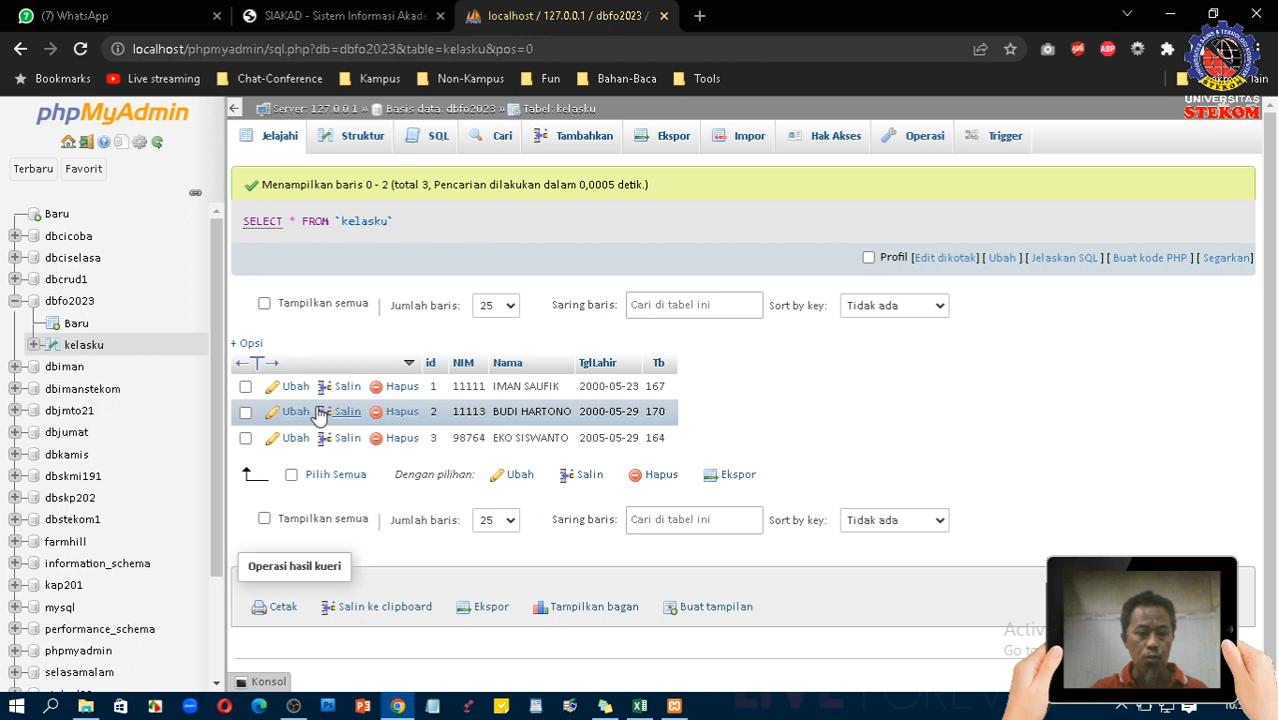 (7) WhatsApp
SIAKAD - Sistem Informasi Akade
localhost / 127.0.0.1 / dbfo2023 /
localhost/phpmyadmin/sql.php?db=dbfo2023&table=kelasku&pos=0
Bookmarks
Live streaming
Chat-Conference
Kampus
Non-Kampus
Fun
Bahan-Baca
Tools
UNIVERSITAS
STEKOM
phpMyAdmin
Terbaru
Favorit
Baru
dbcicoba
dbciselasa
dbcrud1
dbfo2023
Baru
kelasku
dbiman
dbimanstekom
dbjmto21
dbjumat
dbkamis
dbskmi191
dbskp202
dbstekom1
farmhill
information_schema
kap201
mysql
performance_schema
phpmyadmin
selasamalam
Server: 127.0.0.1 » Basis data: dbfo2023 » Tabel: kelasku
Jelajahi
Struktur
SQL
Cari
Tambahkan
Ekspor
Impor
Hak Akses
Operasi
Trigger
Menampilkan baris 0 - 2 (total 3, Pencarian dilakukan dalam 0,0005 detik.)
SELECT * FROM `kelasku`
Profil [Edit dikotak] [ Ubah ] [ Jelaskan SQL ] [ Buat kode PHP ] [ Segarkan]
Tampilkan semua | Jumlah baris: 25 Saring baris: Cari di tabel ini Sort by key: Tidak ada
+ Opsi
id NIM Nama TglLahir Tb
Ubah Salin Hapus 1 11111 IMAN SAUFIK 2000-05-23 167
Ubah Salin Hapus 2 11113 BUDI HARTONO 2000-05-29 170
Ubah Salin Hapus 3 98764 EKO SISWANTO 2005-05-29 164
Pilih Semua Dengan pilihan: Ubah Salin Hapus Ekspor
Tampilkan semua | Jumlah baris: 25 Saring baris: Cari di tabel ini Sort by key: Tidak ada
Operasi hasil kueri
Cetak Salin ke clipboard Ekspor Tampilkan bagan Buat tampilan
Konsol